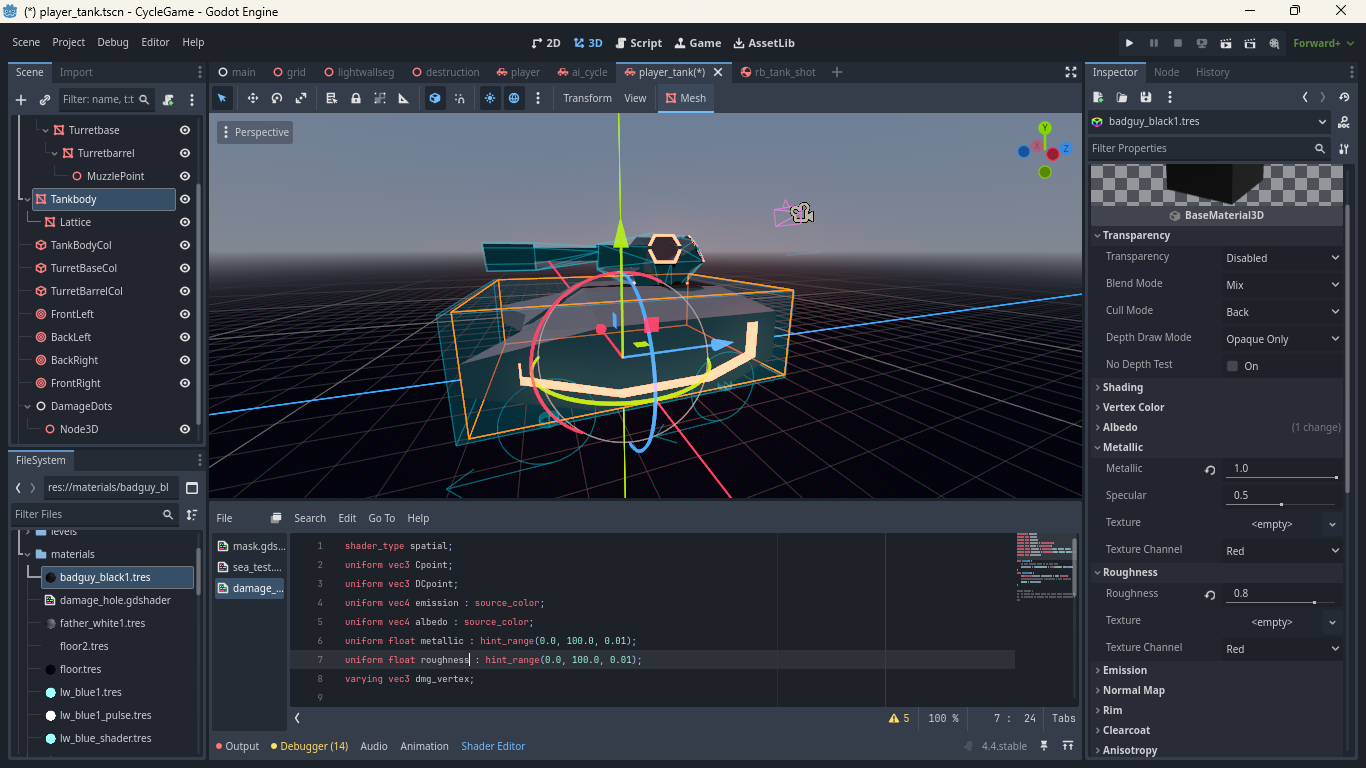 (*) player_tank.tscn - CycleGame - Godot Engine
Scene Project Debug Editor Help
2D 3D Script Game AssetLib
Forward+
Scene Import
Filter: name, t:t
Turretbase
Turretbarrel
MuzzlePoint
Tankbody
Lattice
TankBodyCol
TurretBaseCol
TurretBarrelCol
FrontLeft
BackLeft
BackRight
FrontRight
DamageDots
Node3D
FileSystem
res://materials/badguy_bl
Filter Files
levels
materials
badguy_black1.tres
damage_hole.gdshader
father_white1.tres
floor2.tres
floor.tres
lw_blue1.tres
lw_blue1_pulse.tres
lw_blue_shader.tres
main grid lightwallseg destruction player ai_cycle player_tank(*) rb_tank_shot
Transform View Mesh
Perspective
Y
X
Z
File Search Edit Go To Help
mask.gds...
sea_test....
damage_...
1 shader_type spatial;
2 uniform vec3 Cpoint;
3 uniform vec3 DCpoint;
4 uniform vec4 emission : source_color;
5 uniform vec4 albedo : source_color;
6 uniform float metallic : hint_range(0.0, 100.0, 0.01);
7 uniform float roughness : hint_range(0.0, 100.0, 0.01);
8 varying vec3 dmg_vertex;
9
5 100 % 7 : 24 Tabs
Output Debugger (14) Audio Animation Shader Editor 4.4.stable
Inspector Node History
badguy_black1.tres
DOC
Filter Properties
BaseMaterial3D
Transparency
Transparency Disabled
Blend Mode Mix
Cull Mode Back
Depth Draw Mode Opaque Only
No Depth Test On
Shading
Vertex Color
Albedo (1 change)
Metallic
Metallic 1.0
Specular 0.5
Texture <empty>
Texture Channel Red
Roughness
Roughness 0.8
Texture <empty>
Texture Channel Red
Emission
Normal Map
Rim
Clearcoat
Anisotropy